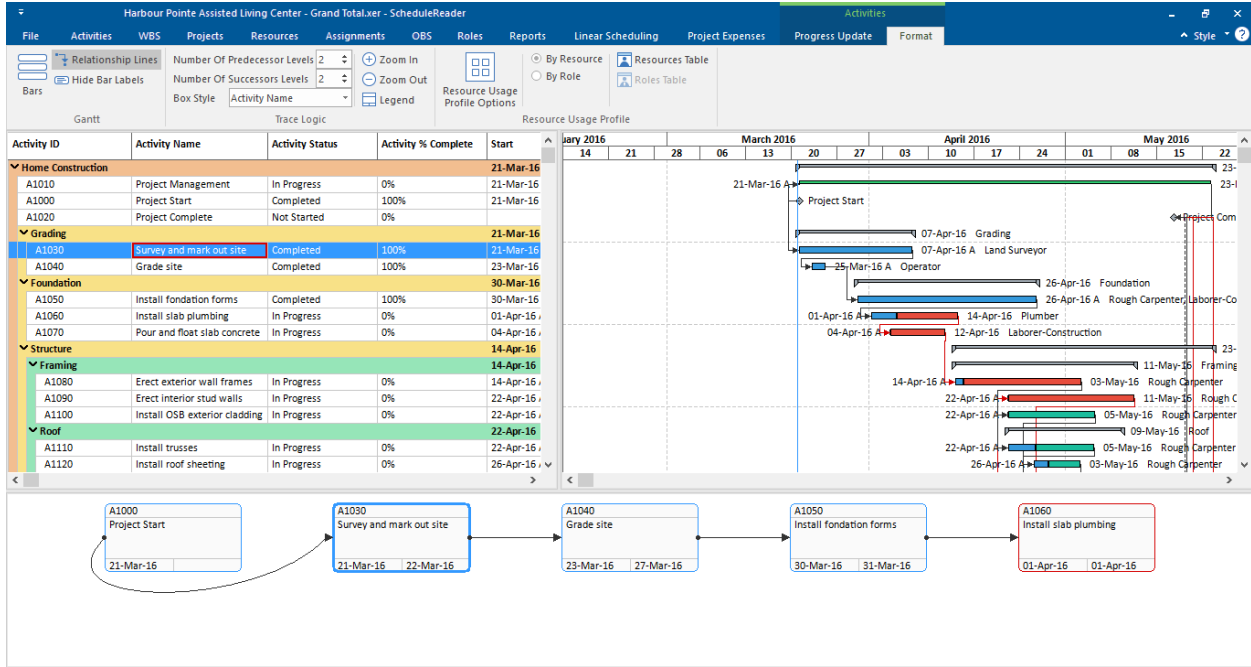 Harbour Pointe Assisted Living Center - Grand Total.xer - ScheduleReader
Activities
File Activities WBS Projects Resources Assignments OBS Roles Reports Linear Scheduling Project Expenses Progress Update Format Style
Relationship Lines Number Of Predecessor Levels 2 Zoom In By Resource Resources Table
Hide Bar Labels Number Of Successors Levels 2 Zoom Out By Role Roles Table
Bars Box Style Activity Name Legend Resource Usage
Profile Options
Gantt Trace Logic Resource Usage Profile
Activity ID Activity Name Activity Status Activity % Complete Start
2016 March 2016 April 2016 May 2016
14 21 28 06 13 20 27 03 10 17 24 01 08 15 22
Home Construction 21-Mar-16 23-
A1010 Project Management In Progress 0% 21-Mar-16 21-Mar-16 A
A1000 Project Start Completed 100% 21-Mar-16 Project Start
A1020 Project Complete Not Started 0% Project Com
Grading 21-Mar-16 07-Apr-16 Grading
A1030 Survey and mark out site Completed 100% 21-Mar-16 07-Apr-16 A Land Surveyor
A1040 Grade site Completed 100% 23-Mar-16 25-Mar-16 A Operator
Foundation 30-Mar-16 26-Apr-16 Foundation
A1050 Install fondation forms Completed 100% 30-Mar-16 26-Apr-16 A Rough Carpenter, Laborer-Co
A1060 Install slab plumbing In Progress 0% 01-Apr-16 01-Apr-16 A 14-Apr-16 Plumber
A1070 Pour and float slab concrete In Progress 0% 04-Apr-16 04-Apr-16 A 12-Apr-16 Laborer-Construction
Structure 14-Apr-16 23-
Framing 14-Apr-16 11-May-16 Framing
A1080 Erect exterior wall frames In Progress 0% 14-Apr-16 14-Apr-16 A 03-May-16 Rough Carpenter
A1090 Erect interior stud walls In Progress 0% 22-Apr-16 22-Apr-16 A 11-May-16 Rough C
A1100 Install OSB exterior cladding In Progress 0% 22-Apr-16 22-Apr-16 A 05-May-16 Rough Carpenter
Roof 22-Apr-16 09-May-16 Roof
A1110 Install trusses In Progress 0% 22-Apr-16 22-Apr-16 A 05-May-16 Rough Carpenter
A1120 Install roof sheeting In Progress 0% 26-Apr-16 26-Apr-16 A 03-May-16 Rough Carpenter
A1000 A1030 A1040 A1050 A1060
Project Start Survey and mark out site Grade site Install fondation forms Install slab plumbing
21-Mar-16 21-Mar-16 22-Mar-16 23-Mar-16 27-Mar-16 30-Mar-16 31-Mar-16 01-Apr-16 01-Apr-16